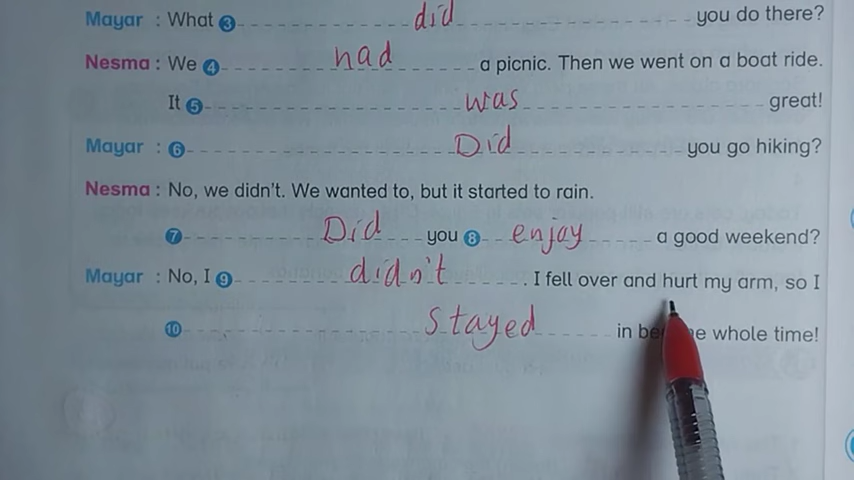 Mayar : What 3 did you do there?
Nesma : We 4 had a picnic. Then we went on a boat ride.
It 5 was great!
Mayar : 6 Did you go hiking?
Nesma : No, we didn't. We wanted to, but it started to rain.
7 Did you 8 enjoy a good weekend?
Mayar : No, I 9 didn't. I fell over and hurt my arm, so I
10 stayed in whole time!